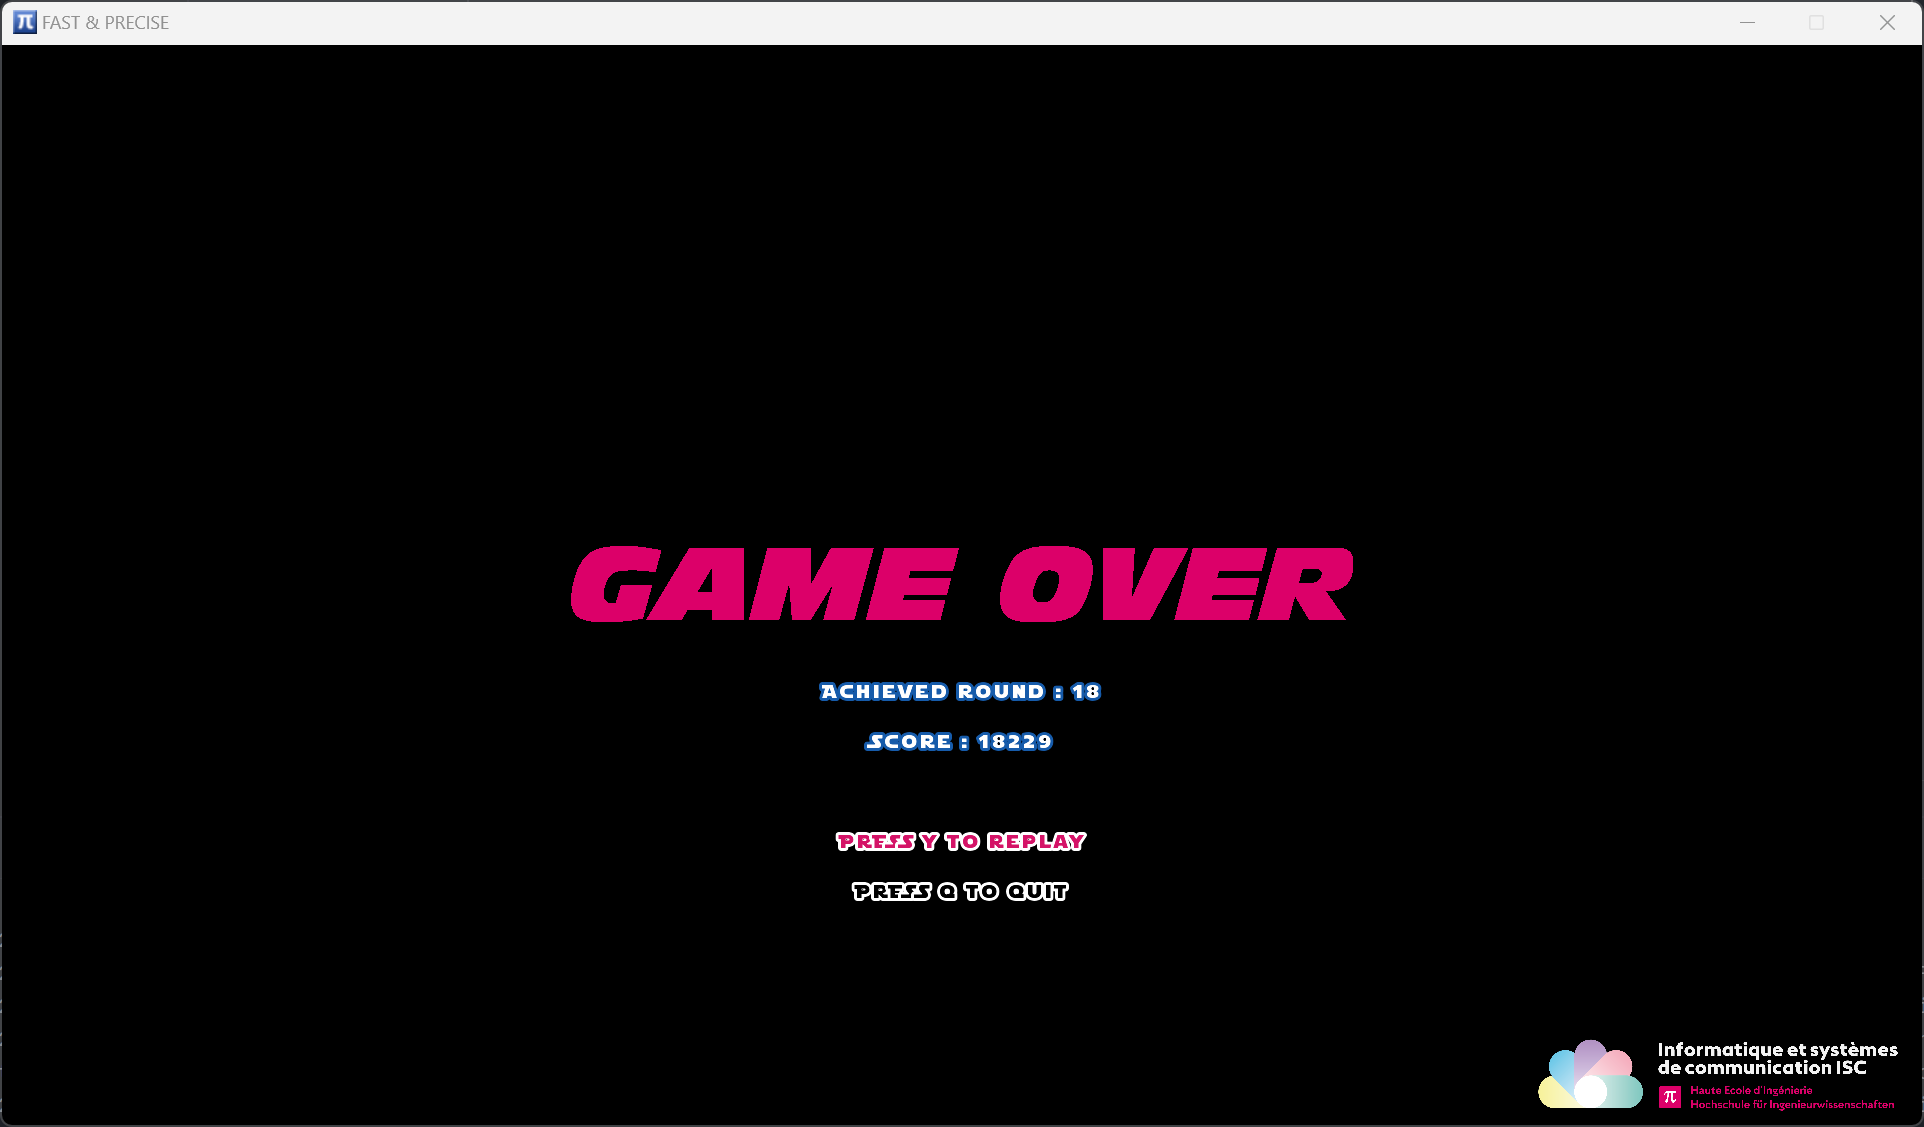 FAST & PRECISE
GAME OVER
ACHIEVED ROUND : 18
SCORE : 18229
PRESS Y TO REPLAY
PRESS Q TO QUIT
Informatique et systèmes
de communication ISC
π Haute Ecole d'Ingénierie
Hochschule für Ingenieurwissenschaften